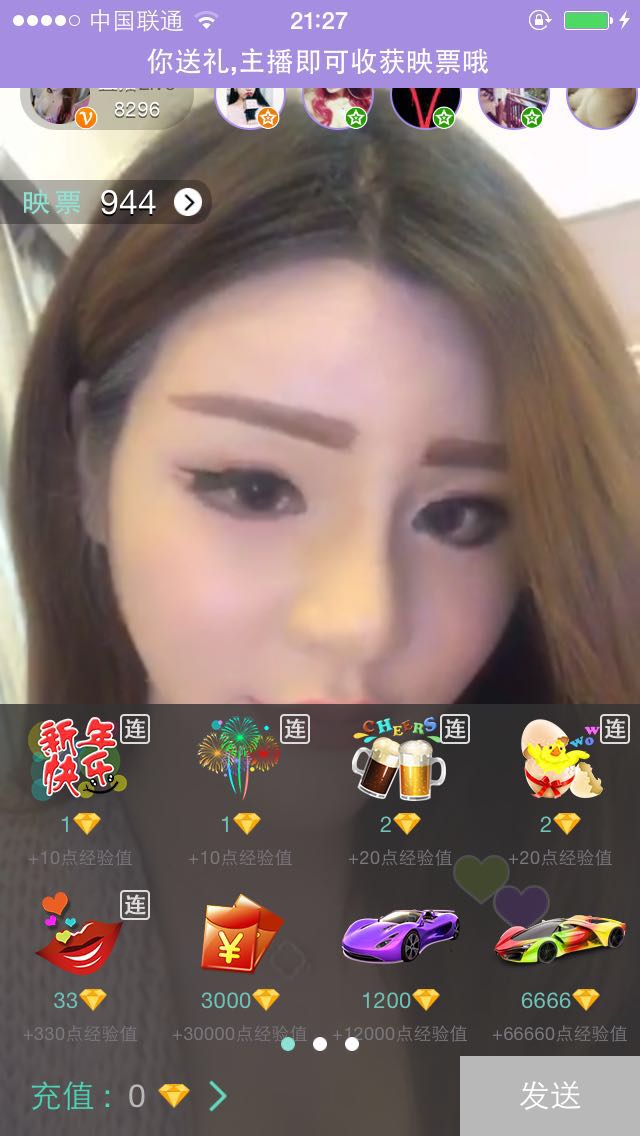 中国联通 21:27
你送礼,主播即可收获映票哦
8296
映票 944
新年快乐 连 连 CHEERS 连 WOW 连
1 1 2 2
+10点经验值 +10点经验值 +20点经验值 +20点经验值
连 ¥
33 3000 1200 6666
+330点经验值 +30000点经验值 +12000点经验值 +66660点经验值
充值：0 发送